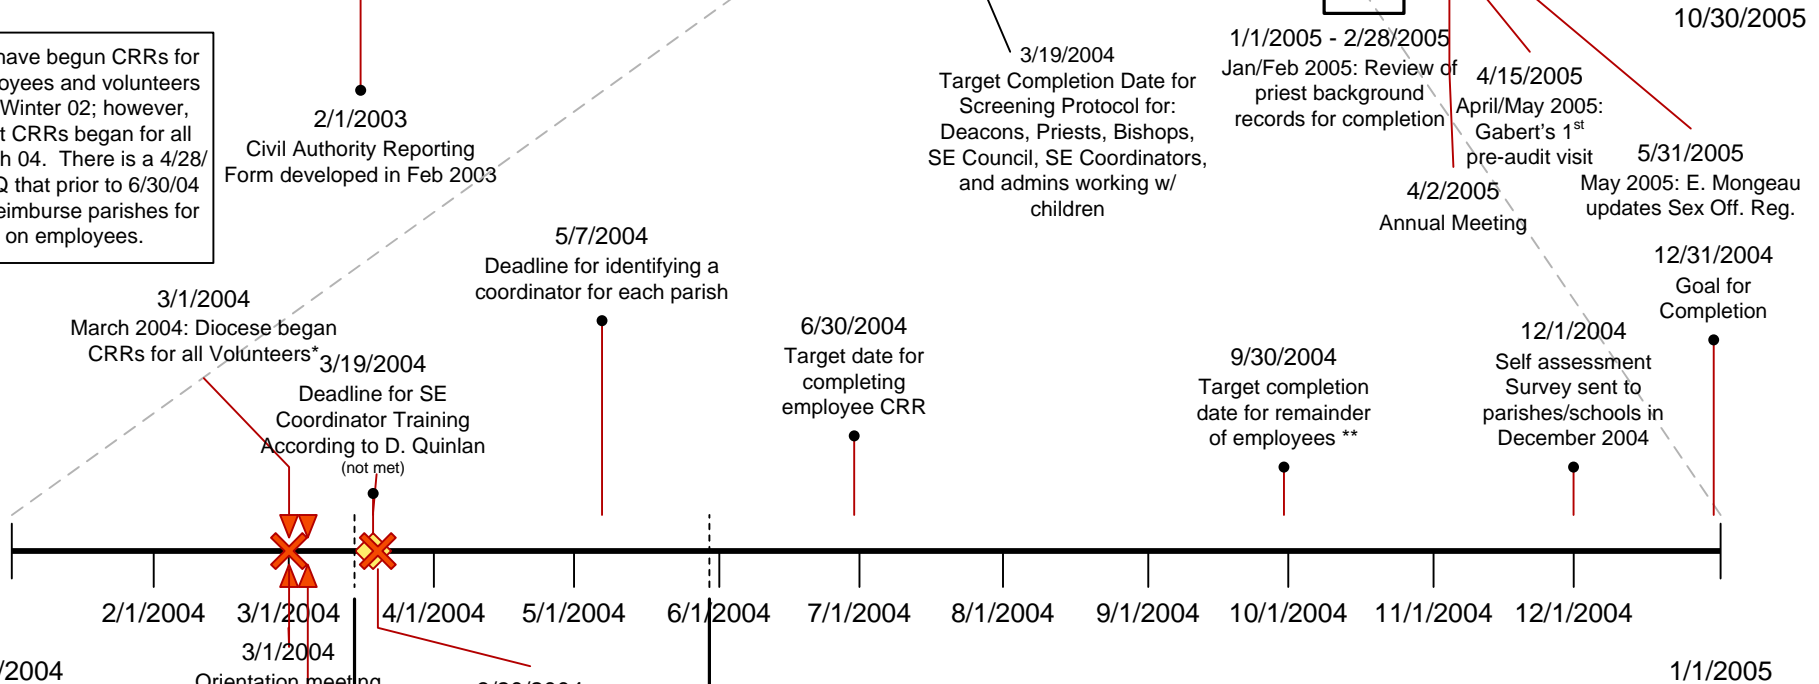 10/30/2005
have begun CRRs for
and volunteers
Winter 02; however,
CRRs began for all
04. There is a 4/28/
that prior to 6/30/04
parishes for
on employees.
2/1/2003
Civil Authority Reporting
Form developed in Feb 2003
3/19/2004
Target Completion Date for
Screening Protocol for:
Deacons, Priests, Bishops,
SE Council, SE Coordinators,
and admins working w/
children
1/1/2005 - 2/28/2005
Jan/Feb 2005: Review of
priest background
records for completion
4/15/2005
April/May 2005:
Gabert's 1st
pre-audit visit
4/2/2005
Annual Meeting
5/31/2005
May 2005: E. Mongeau
updates Sex Off. Reg.
3/1/2004
March 2004: Diocese began
CRRs for all Volunteers*
3/19/2004
Deadline for SE
Coordinator Training
According to D. Quinlan
(not met)
5/7/2004
Deadline for identifying a
coordinator for each parish
6/30/2004
Target date for
completing
employee CRR
9/30/2004
Target completion
date for remainder
of employees **
12/1/2004
Self assessment
Survey sent to
parishes/schools in
December 2004
12/31/2004
Goal for
Completion
2/1/2004
3/1/2004
4/1/2004
5/1/2004
6/1/2004
7/1/2004
8/1/2004
9/1/2004
10/1/2004
11/1/2004
12/1/2004
/2004
3/1/2004
Orientation meeting
1/1/2005